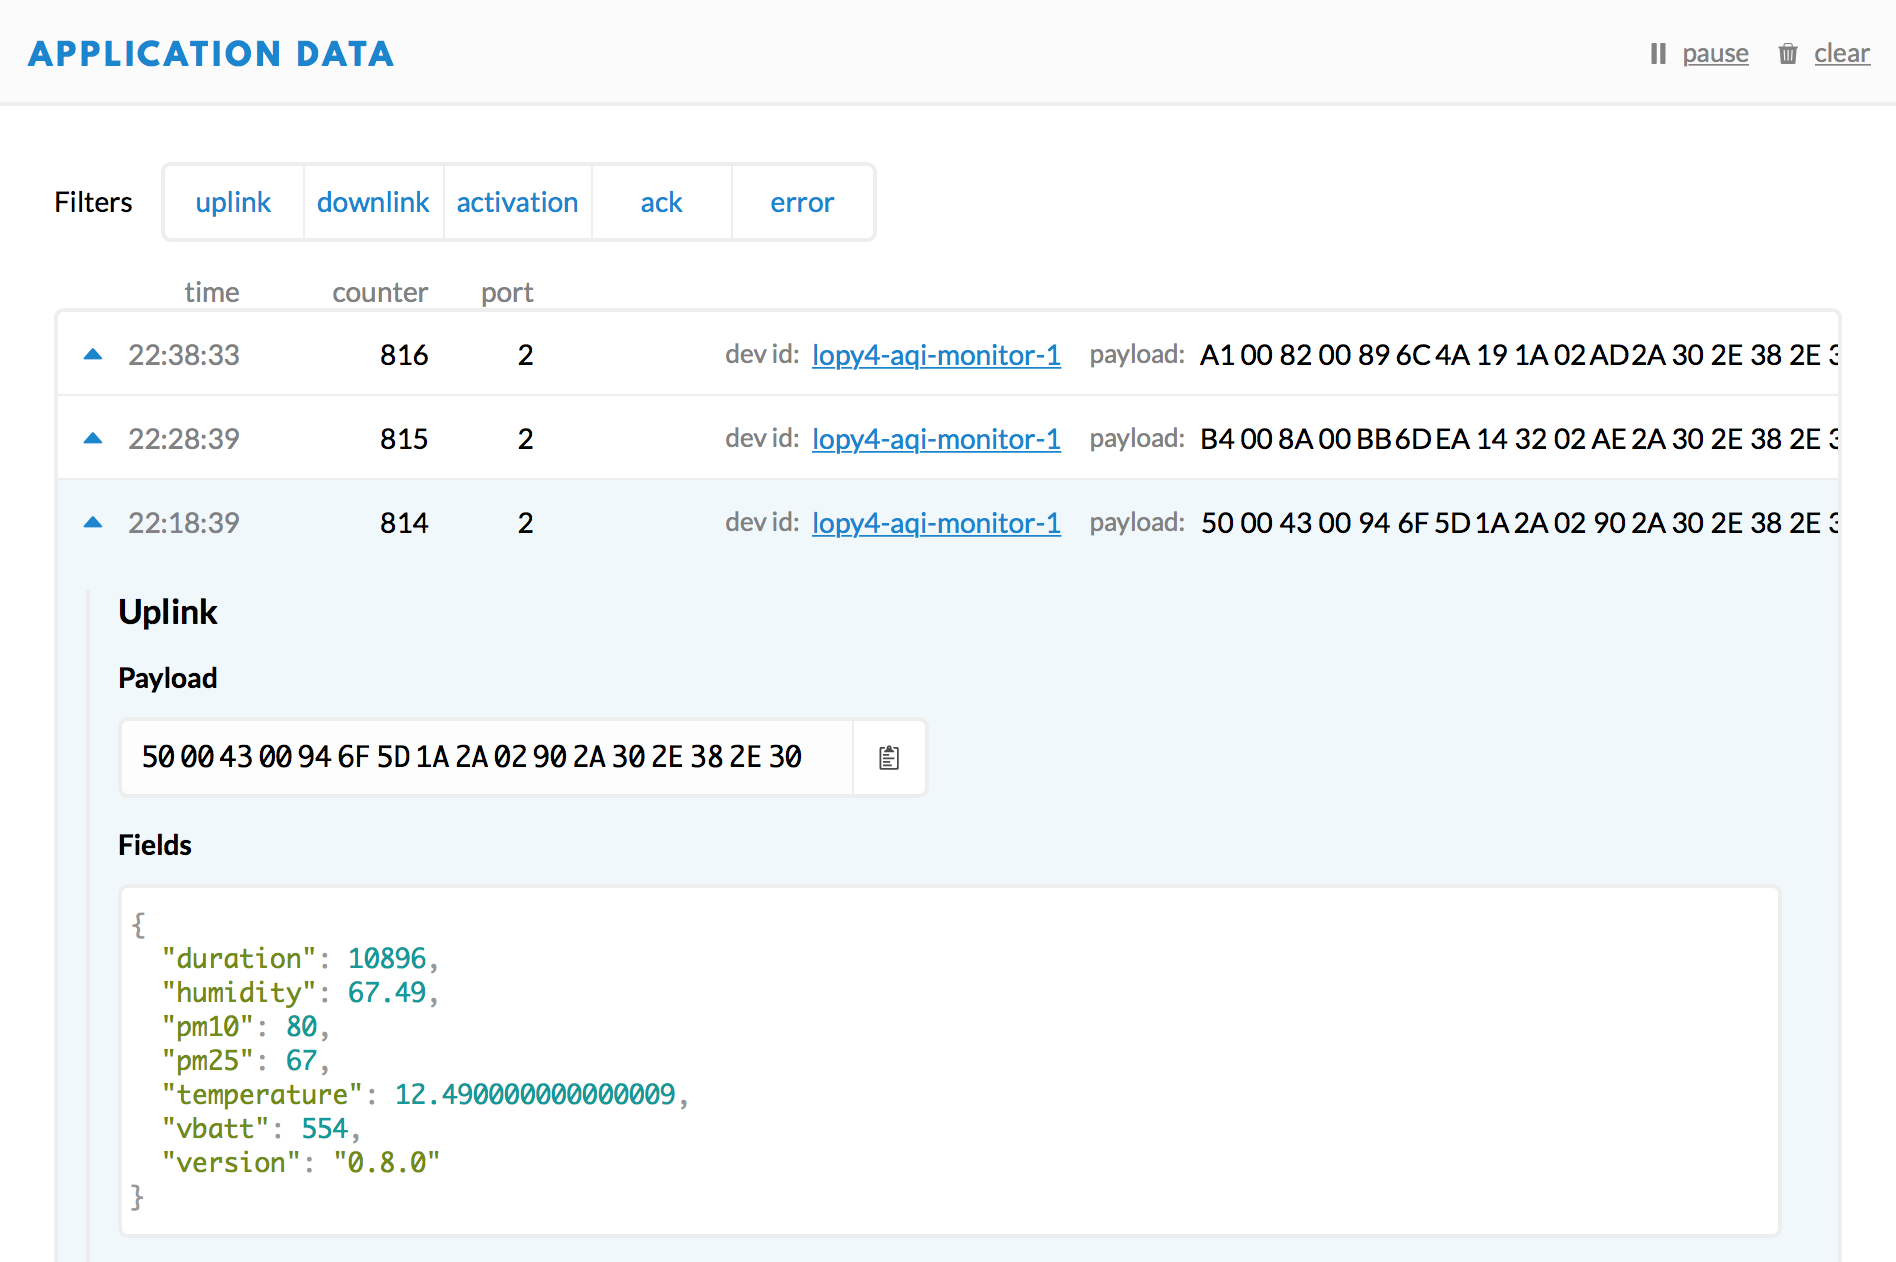 APPLICATION DATA pause clear
Filters uplink downlink activation ack error
time counter port
22:38:33 816 2 dev id: lopy4-aqi-monitor-1 payload: A1 00 82 00 89 6C 4A 19 1A 02 AD 2A 30 2E 38 2E
22:28:39 815 2 dev id: lopy4-aqi-monitor-1 payload: B4 00 8A 00 BB 6D EA 14 32 02 AE 2A 30 2E 38 2E
22:18:39 814 2 dev id: lopy4-aqi-monitor-1 payload: 50 00 43 00 94 6F 5D 1A 2A 02 90 2A 30 2E 38 2E
Uplink
Payload
50 00 43 00 94 6F 5D 1A 2A 02 90 2A 30 2E 38 2E 30
Fields
{
"duration": 10896,
"humidity": 67.49,
"pm10": 80,
"pm25": 67,
"temperature": 12.490000000000009,
"vbatt": 554,
"version": "0.8.0"
}